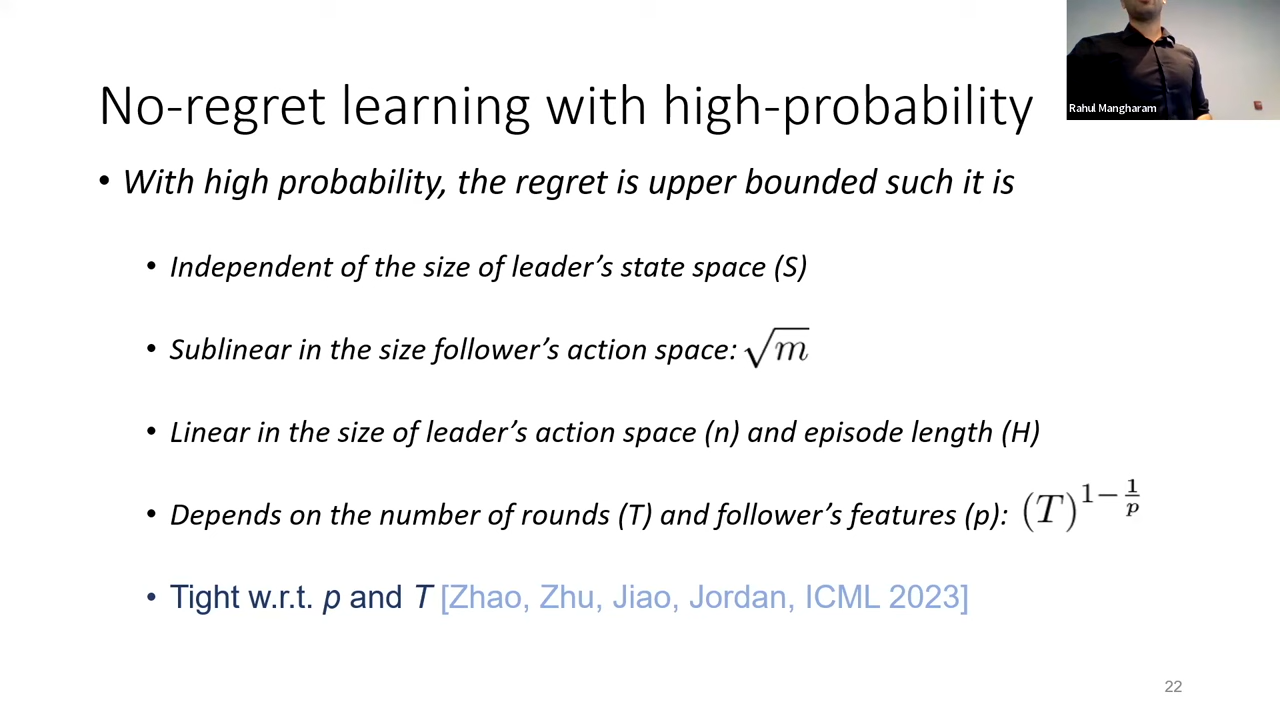 Rahul Mangharam
No-regret learning with high-probability
• With high probability, the regret is upper bounded such it is
• Independent of the size of leader's state space (S)
• Sublinear in the size follower's action space: √m
• Linear in the size of leader's action space (n) and episode length (H)
• Depends on the number of rounds (T) and follower's features (p): (T)^{1-\frac{1}{p}}
• Tight w.r.t. p and T [Zhao, Zhu, Jiao, Jordan, ICML 2023]
22